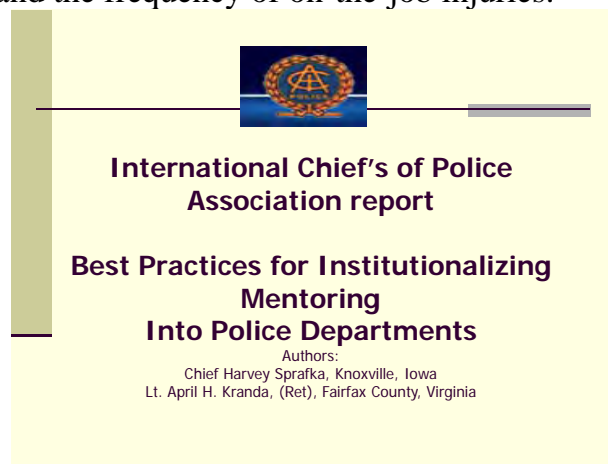 and the frequency of on-the-job injuries.
POLICE
International Chief's of Police
Association report
Best Practices for Institutionalizing
Mentoring
Into Police Departments
Authors:
Chief Harvey Sprafka, Knoxville, Iowa
Lt. April H. Kranda, (Ret), Fairfax County, Virginia